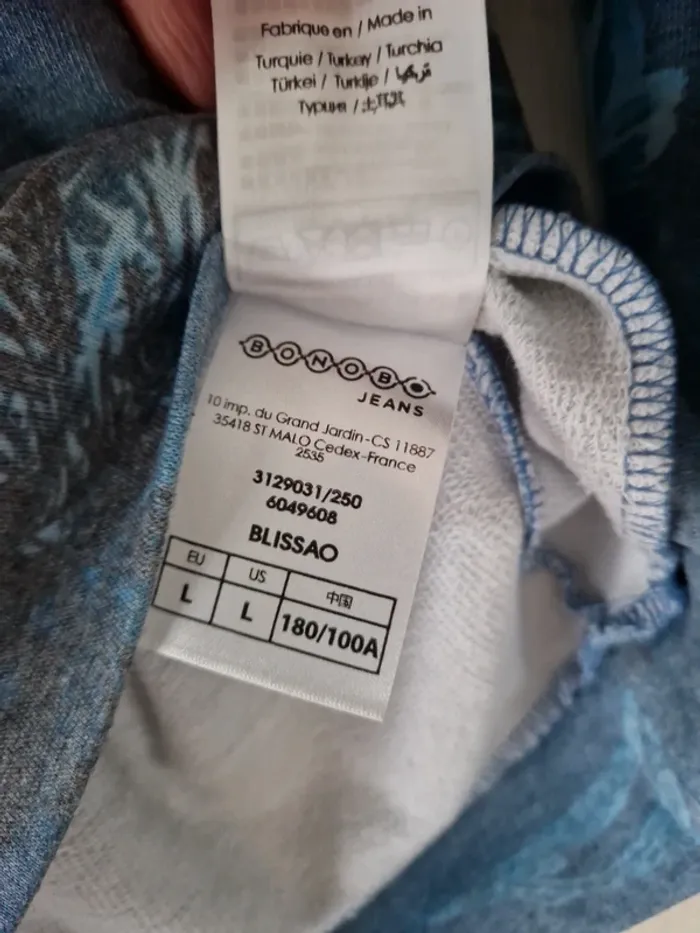 Fabriqué en / Made in
Turquie / Turkey / Turchia
Türkei / Turkije / تركيا
Турция / 土耳其
BONOBO
JEANS
10 imp. du Grand Jardin-CS 11887
35418 ST MALO Cedex-France
2535
3129031/250
6049608
BLISSAO
EU US 中国
L L 180/100A